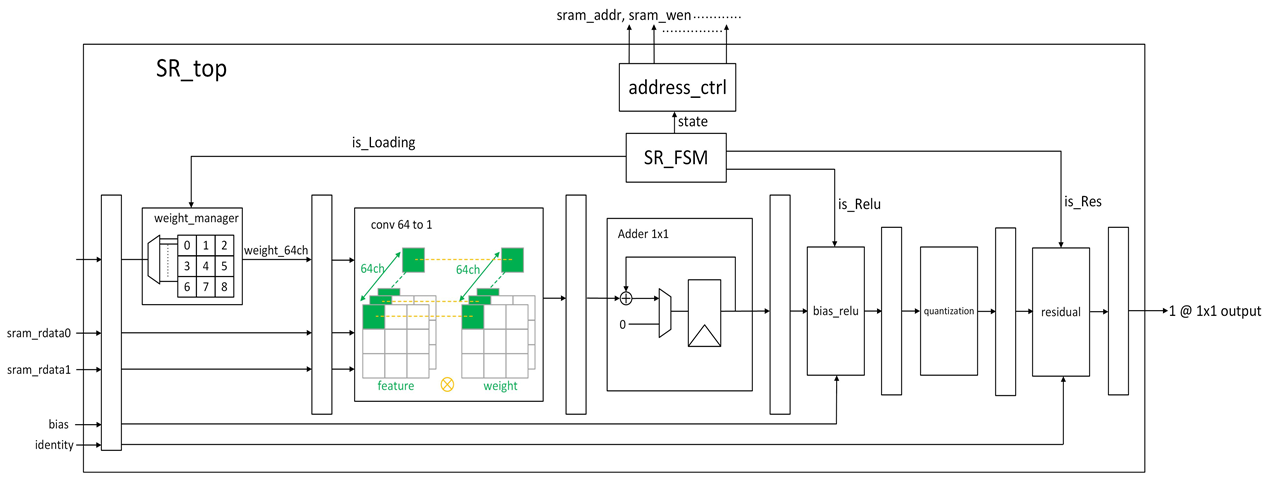 sram_addr, sram_wen............
...............
SR_top
address_ctrl
state
is_Loading
SR_FSM
is_Relu
is_Res
weight_manager
0 1 2
3 4 5
6 7 8
weight_64ch
conv 64 to 1
64ch
64ch
feature
weight
Adder 1x1
0
bias_relu
quantization
residual
1 @ 1x1 output
sram_rdata0
sram_rdata1
bias
identity